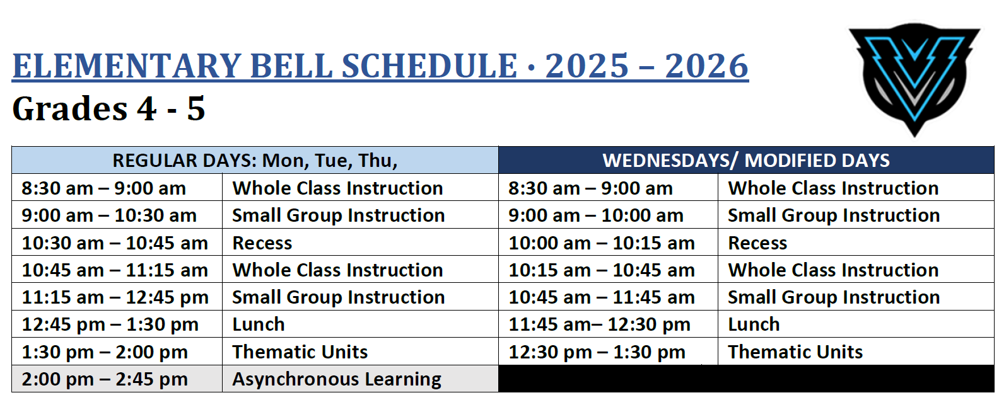 ELEMENTARY BELL SCHEDULE · 2025 – 2026
Grades 4 - 5
REGULAR DAYS: Mon, Tue, Thu, WEDNESDAYS/ MODIFIED DAYS
8:30 am – 9:00 am Whole Class Instruction 8:30 am – 9:00 am Whole Class Instruction
9:00 am – 10:30 am Small Group Instruction 9:00 am – 10:00 am Small Group Instruction
10:30 am – 10:45 am Recess 10:00 am – 10:15 am Recess
10:45 am – 11:15 am Whole Class Instruction 10:15 am – 10:45 am Whole Class Instruction
11:15 am – 12:45 pm Small Group Instruction 10:45 am – 11:45 am Small Group Instruction
12:45 pm – 1:30 pm Lunch 11:45 am– 12:30 pm Lunch
1:30 pm – 2:00 pm Thematic Units 12:30 pm – 1:30 pm Thematic Units
2:00 pm – 2:45 pm Asynchronous Learning